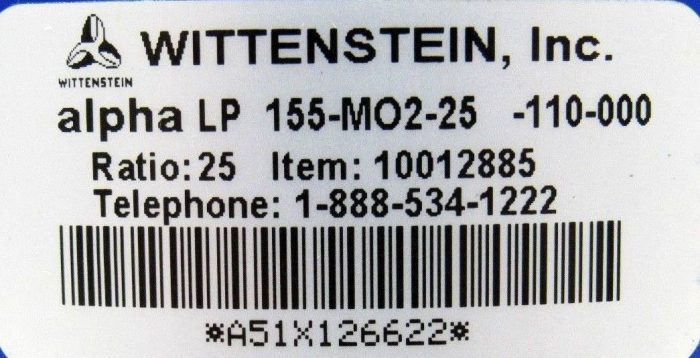 WITTENSTEIN, Inc.
WITTENSTEIN
alpha LP 155-MO2-25 -110-000
Ratio: 25 Item: 10012885
Telephone: 1-888-534-1222
*A51X126622*